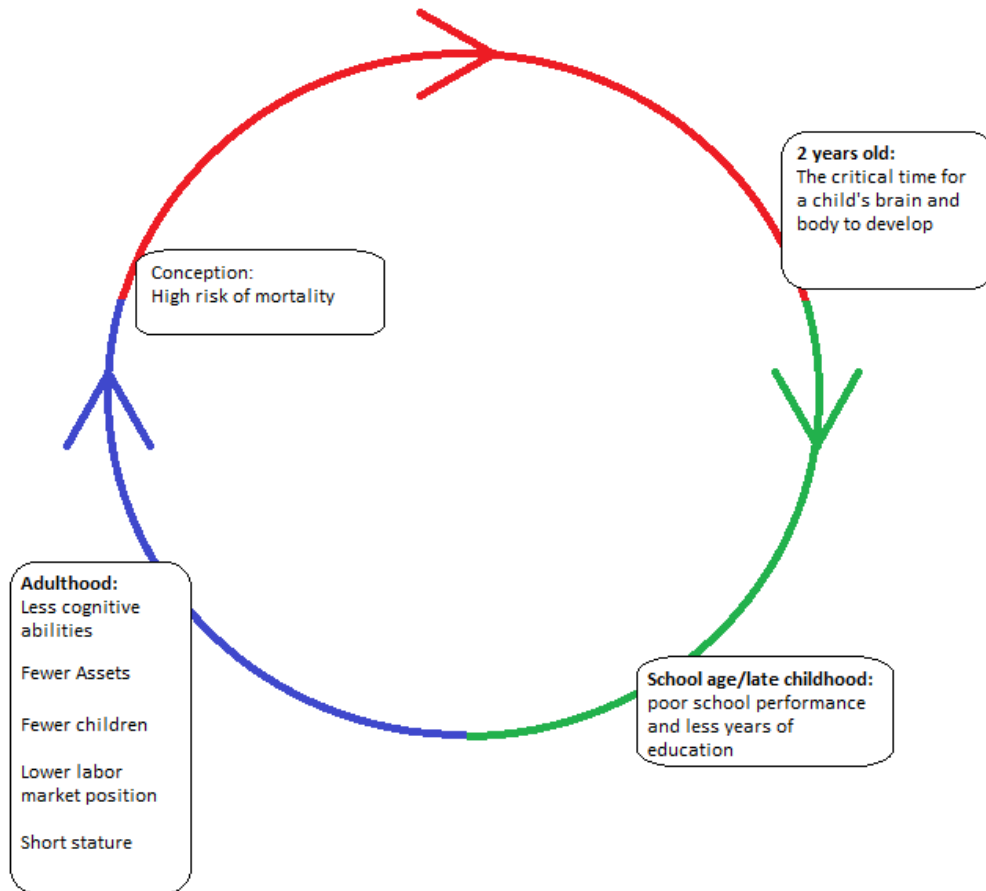 2 years old:
The critical time for
a child's brain and
body to develop
Conception:
High risk of mortality
Adulthood:
Less cognitive
abilities
Fewer Assets
Fewer children
Lower labor
market position
Short stature
School age/late childhood:
poor school performance
and less years of
education